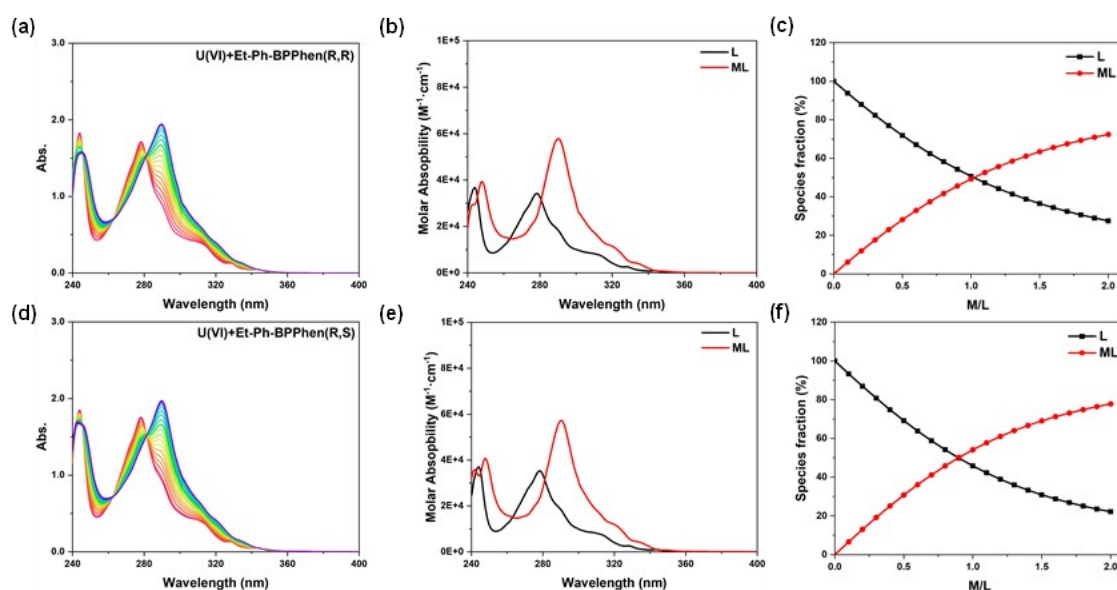 (a)
U(VI)+Et-Ph-BPPhen(R,R)
3.0
2.0
1.0
0.0
Abs.
240 280 320 360 400
Wavelength (nm)
(b)
L
ML
1E+5
8E+4
6E+4
4E+4
2E+4
0E+0
Molar Absopbility (M⁻¹·cm⁻¹)
240 280 320 360 400
Wavelength (nm)
(c)
L
ML
120
100
80
60
40
20
0
Species fraction (%)
0.0 0.5 1.0 1.5 2.0
M/L
(d)
U(VI)+Et-Ph-BPPhen(R,S)
3.0
2.0
1.0
0.0
Abs.
240 280 320 360 400
Wavelength (nm)
(e)
L
ML
1E+5
8E+4
6E+4
4E+4
2E+4
0E+0
Molar Absopbility (M⁻¹·cm⁻¹)
240 280 320 360 400
Wavelength (nm)
(f)
L
ML
120
100
80
60
40
20
0
Species fraction (%)
0.0 0.5 1.0 1.5 2.0
M/L